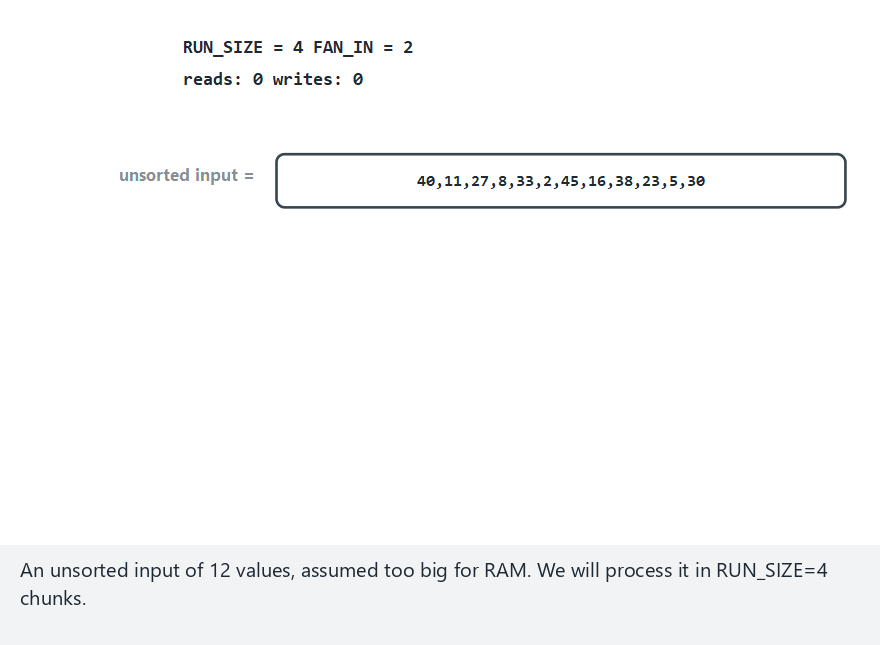 RUN_SIZE = 4 FAN_IN = 2
reads: 0 writes: 0
unsorted input =
40,11,27,8,33,2,45,16,38,23,5,30
An unsorted input of 12 values, assumed too big for RAM. We will process it in RUN_SIZE=4
chunks.